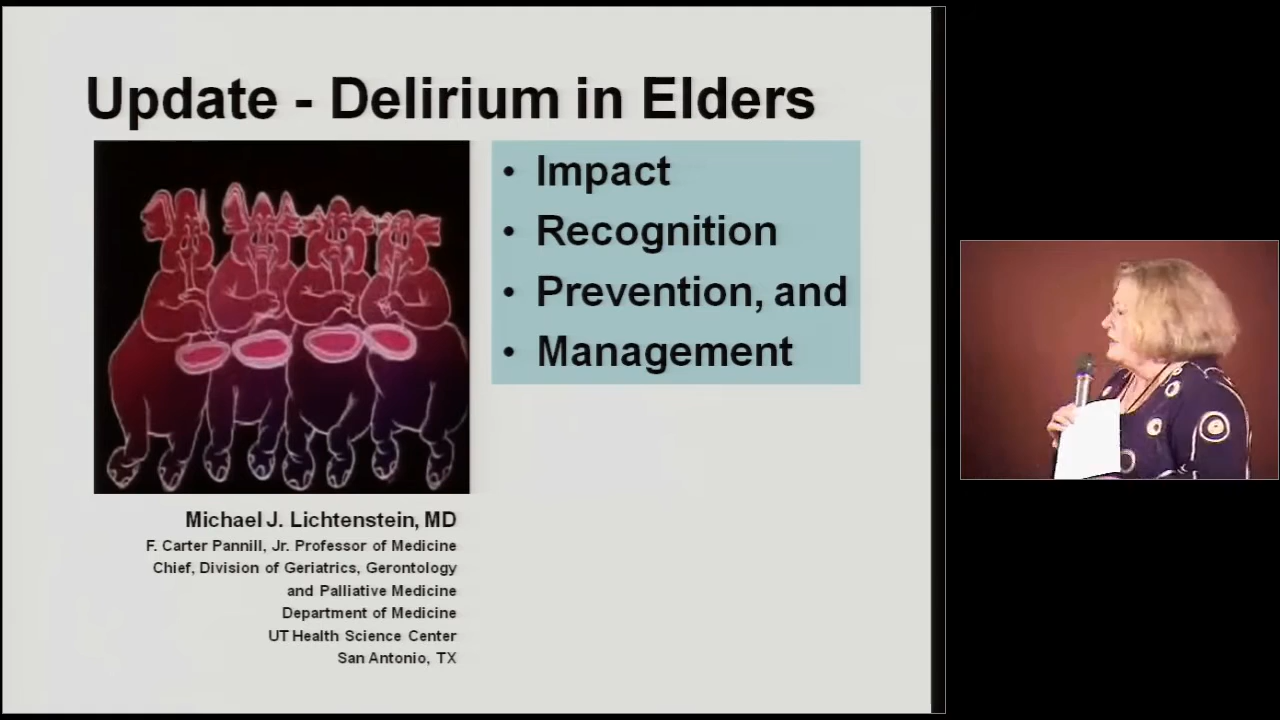 Update - Delirium in Elders
• Impact
• Recognition
• Prevention, and
• Management
Michael J. Lichtenstein, MD
F. Carter Pannill, Jr. Professor of Medicine
Chief, Division of Geriatrics, Gerontology
and Palliative Medicine
Department of Medicine
UT Health Science Center
San Antonio, TX